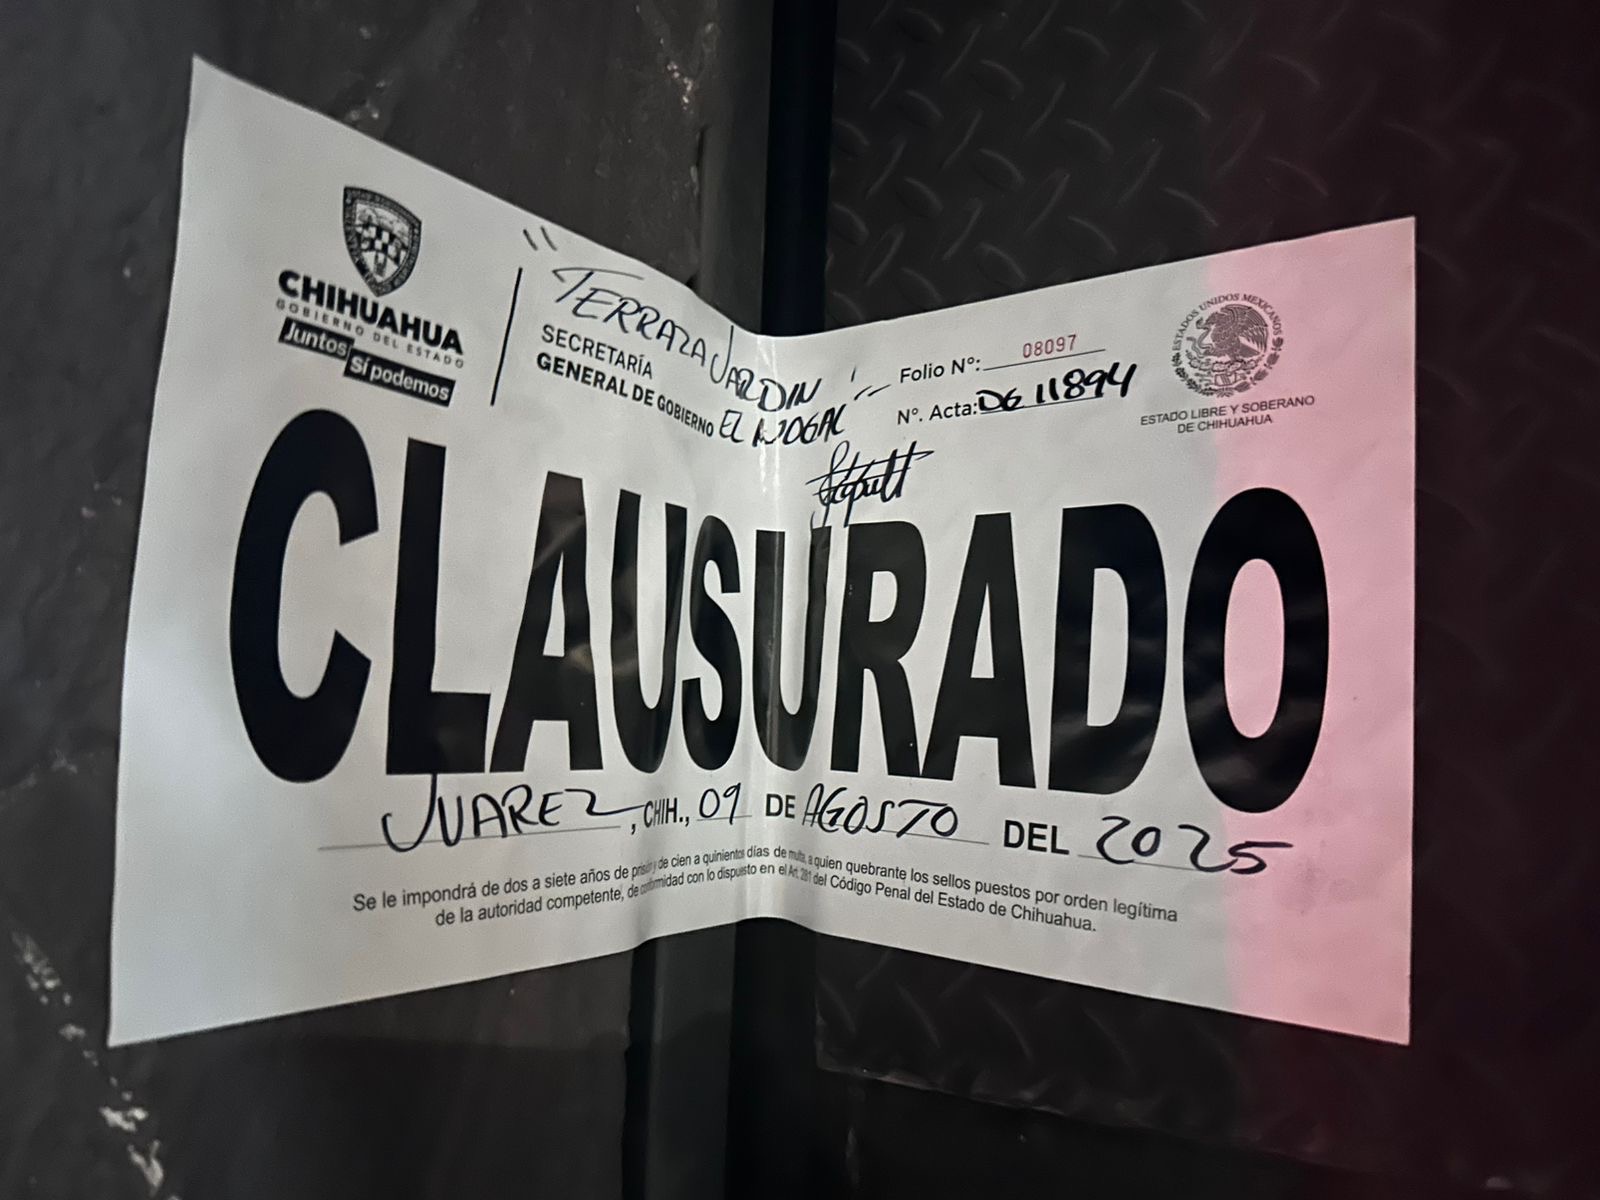 CHIHUAHUA
GOBIERNO DEL ESTADO
Juntos
Sí podemos
"TERRAZA JARDIN
SECRETARÍA
GENERAL DE GOBIERNO
EL NOGAL"
Folio N°: 08097
N°. Acta: DG 11894
ESTADOS UNIDOS MEXICANOS
ESTADO LIBRE Y SOBERANO
DE CHIHUAHUA
CLAUSURADO
JUAREZ, CHIH., 09 DE AGOSTO DEL 2025
Se le impondrá de dos a siete años de prisión y de cien a quinientos días de multa, a quien quebrante los sellos puestos por orden legítima
de la autoridad competente, de conformidad con lo dispuesto en el Art. 281 del Código Penal del Estado de Chihuahua.